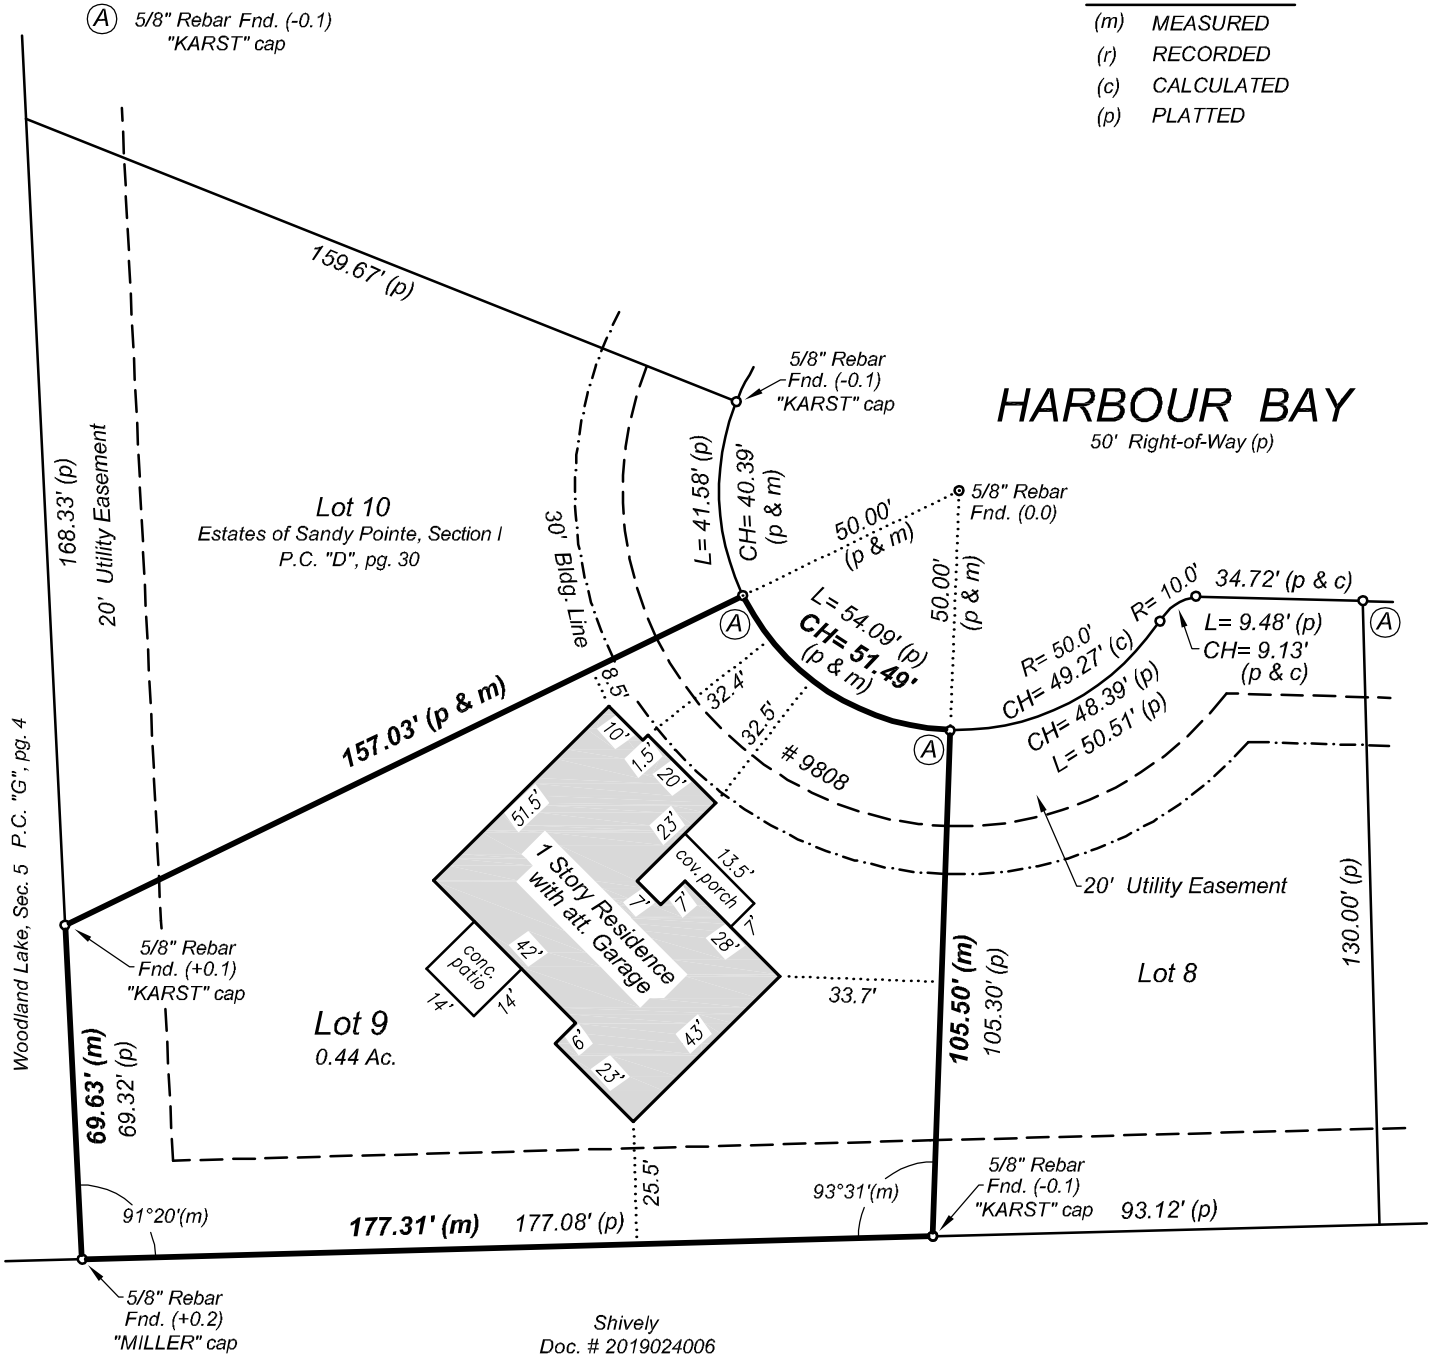 A 5/8" Rebar Fnd. (-0.1)
"KARST" cap
(m) MEASURED
(r) RECORDED
(c) CALCULATED
(p) PLATTED
159.67' (p)
5/8" Rebar
Fnd. (-0.1)
"KARST" cap
HARBOUR BAY
50' Right-of-Way (p)
168.33' (p)
20' Utility Easement
Lot 10
Estates of Sandy Pointe, Section I
P.C. "D", pg. 30
30' Bldg. Line
L= 41.58' (p)
CH= 40.39'
(p & m)
50.00'
(p & m)
5/8" Rebar
Fnd. (0.0)
50.00'
(p & m)
A
L= 54.09' (p)
CH= 51.49'
(p & m)
A
R= 50.0'
CH= 49.27' (c)
CH= 48.39' (p)
L= 50.51' (p)
R= 10.0'
34.72' (p & c)
L= 9.48' (p)
CH= 9.13'
(p & c)
A
157.03' (p & m)
8.5'
32.4'
32.5'
# 9808
10'
1.5'
20'
51.5'
23'
13.5'
cov. porch
7'
7'
7'
28'
1 Story Residence
with att. Garage
42'
conc.
patio
14'
14'
6'
23'
43'
33.7'
20' Utility Easement
130.00' (p)
Lot 8
105.50' (m)
105.30' (p)
Woodland Lake, Sec. 5 P.C. "G", pg. 4
5/8" Rebar
Fnd. (+0.1)
"KARST" cap
Lot 9
0.44 Ac.
69.63' (m)
69.32' (p)
91°20'(m)
177.31' (m) 177.08' (p)
25.5'
93°31'(m)
5/8" Rebar
Fnd. (-0.1)
"KARST" cap
93.12' (p)
5/8" Rebar
Fnd. (+0.2)
"MILLER" cap
Shively
Doc. # 2019024006